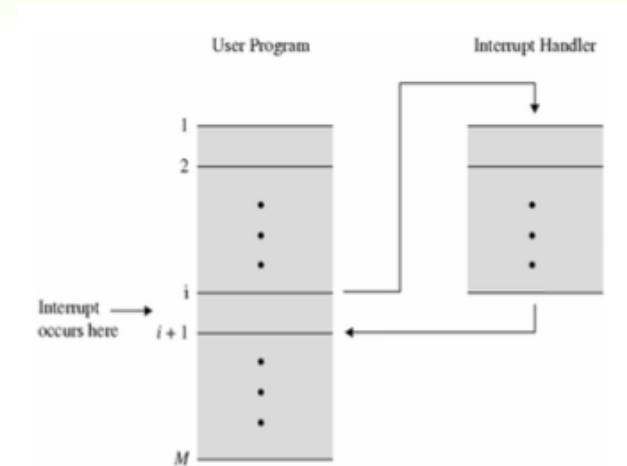 User Program
Interrupt Handler
1
2
i
Interrupt
occurs here
i + 1
M